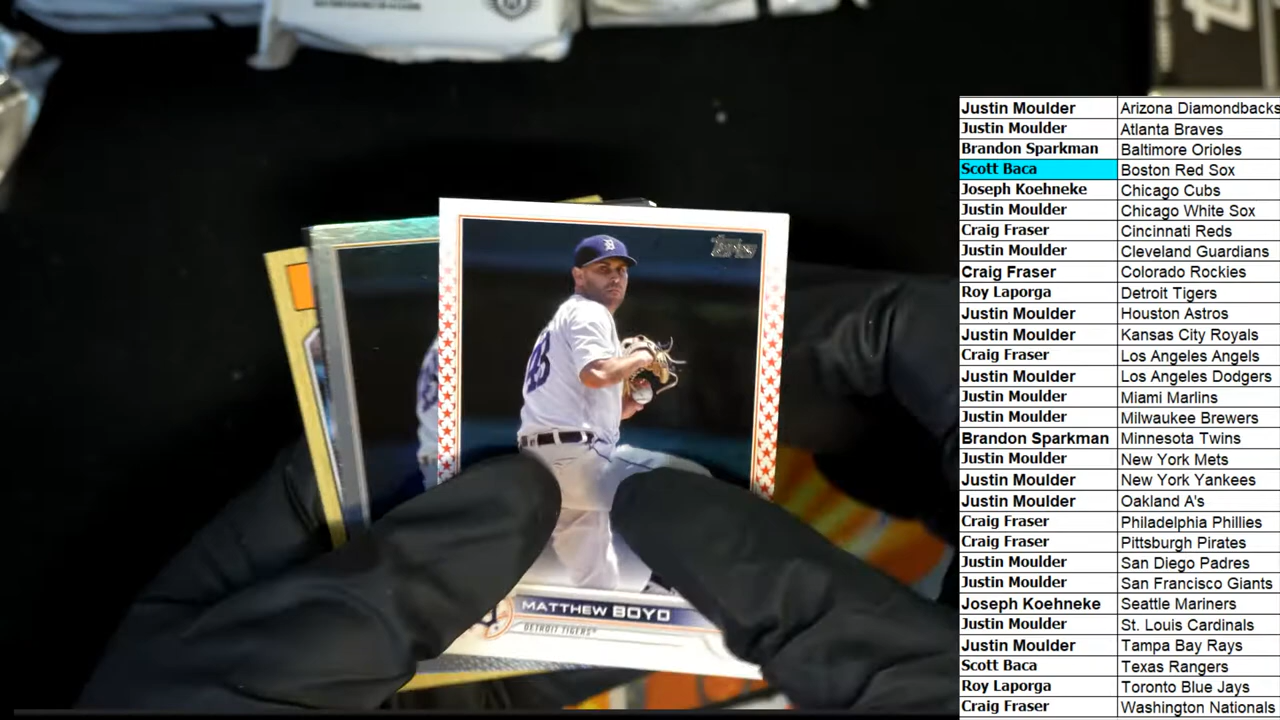 Topps
D
48
MATTHEW BOYD
DETROIT TIGERS
Justin Moulder Arizona Diamondbacks
Justin Moulder Atlanta Braves
Brandon Sparkman Baltimore Orioles
Scott Baca Boston Red Sox
Joseph Koehneke Chicago Cubs
Justin Moulder Chicago White Sox
Craig Fraser Cincinnati Reds
Justin Moulder Cleveland Guardians
Craig Fraser Colorado Rockies
Roy Laporga Detroit Tigers
Justin Moulder Houston Astros
Justin Moulder Kansas City Royals
Craig Fraser Los Angeles Angels
Justin Moulder Los Angeles Dodgers
Justin Moulder Miami Marlins
Justin Moulder Milwaukee Brewers
Brandon Sparkman Minnesota Twins
Justin Moulder New York Mets
Justin Moulder New York Yankees
Justin Moulder Oakland A's
Craig Fraser Philadelphia Phillies
Craig Fraser Pittsburgh Pirates
Justin Moulder San Diego Padres
Justin Moulder San Francisco Giants
Joseph Koehneke Seattle Mariners
Justin Moulder St. Louis Cardinals
Justin Moulder Tampa Bay Rays
Scott Baca Texas Rangers
Roy Laporga Toronto Blue Jays
Craig Fraser Washington Nationals